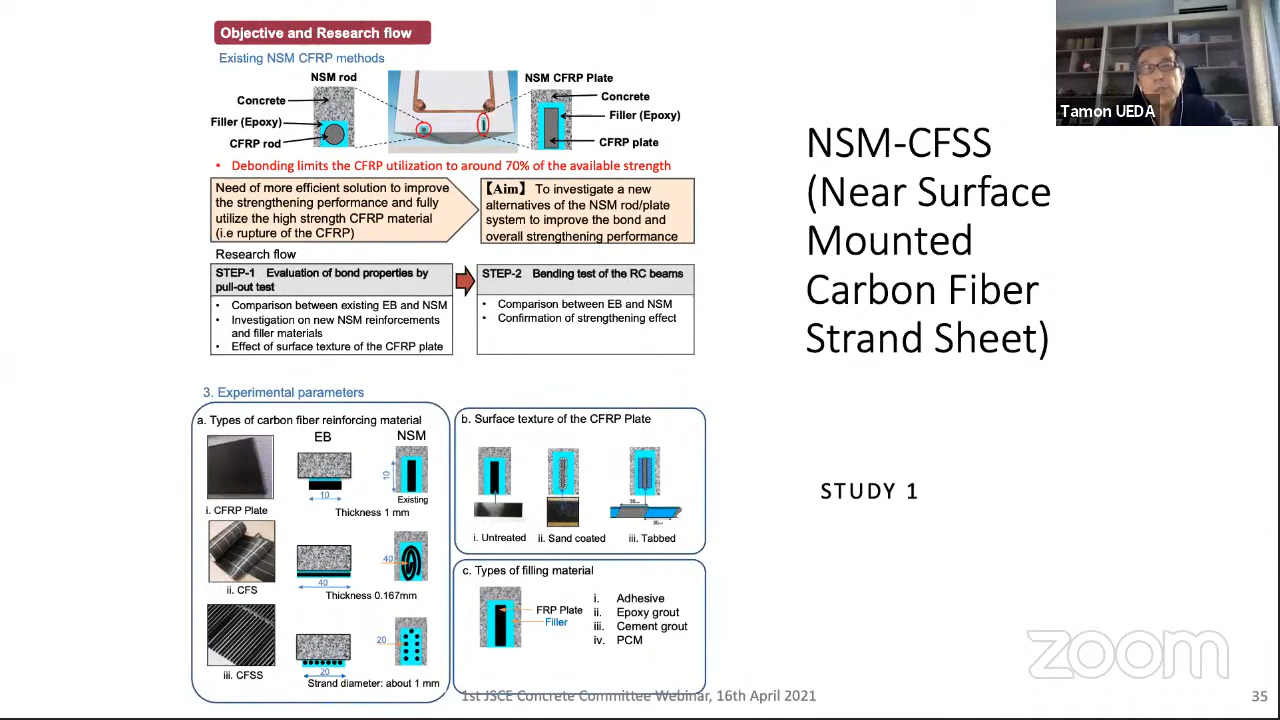 Objective and Research flow
Existing NSM CFRP methods
NSM rod
Concrete
Filler (Epoxy)
CFRP rod
NSM CFRP Plate
Concrete
Filler (Epoxy)
CFRP plate
• Debonding limits the CFRP utilization to around 70% of the available strength
Need of more efficient solution to improve
the strengthening performance and fully
utilize the high strength CFRP material
(i.e rupture of the CFRP)
【Aim】 To investigate a new
alternatives of the NSM rod/plate
system to improve the bond and
overall strengthening performance
Research flow
STEP-1 Evaluation of bond properties by
pull-out test
• Comparison between existing EB and NSM
• Investigation on new NSM reinforcements
and filler materials
• Effect of surface texture of the CFRP plate
STEP-2 Bending test of the RC beams
• Comparison between EB and NSM
• Confirmation of strengthening effect
3. Experimental parameters
a. Types of carbon fiber reinforcing material
EB
NSM
10
10
Existing
i. CFRP Plate
Thickness 1 mm
40
40
ii. CFS
Thickness 0.167mm
20
20
iii. CFSS
Strand diameter: about 1 mm
b. Surface texture of the CFRP Plate
i. Untreated
ii. Sand coated
iii. Tabbed
c. Types of filling material
FRP Plate
Filler
i. Adhesive
ii. Epoxy grout
iii. Cement grout
iv. PCM
Tamon UEDA
NSM-CFSS
(Near Surface
Mounted
Carbon Fiber
Strand Sheet)
STUDY 1
zoom
1st JSCE Concrete Committee Webinar, 16th April 2021
35